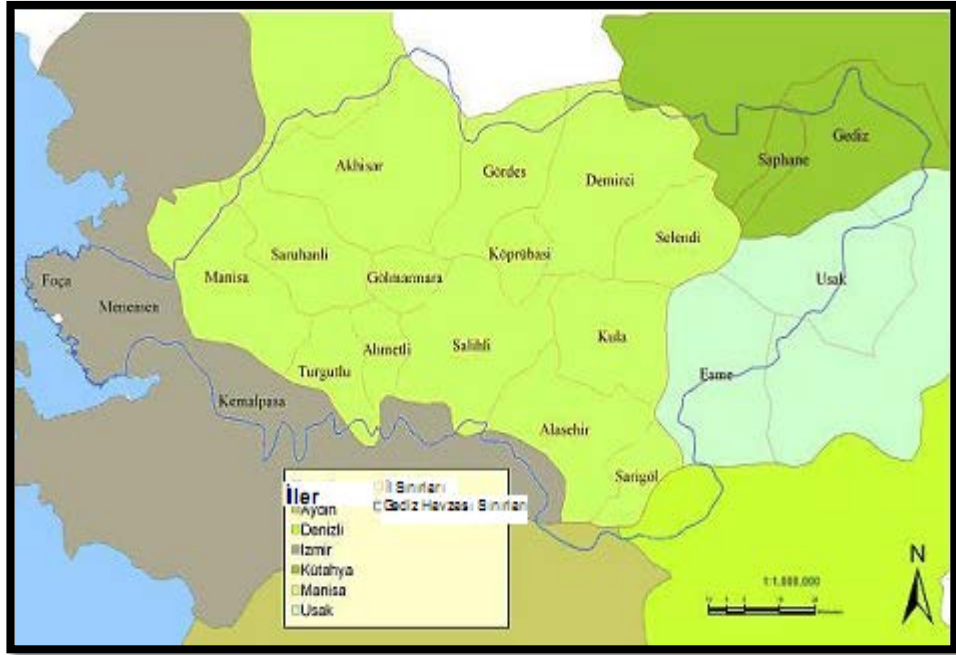 Gediz
Saphane
Akhisar
Gördes
Demirci
Selendi
Saruhanli
Köprübasi
Manisa
Gölmarmara
Usak
Foça
Menemen
Kula
Ahmetli
Salihli
Turgutlu
Esme
Kemalpasa
Alasehir
Sarigöl
İller
İl Sınırları
Gediz Havzası Sınırları
Aydin
Denizli
Izmir
Kütahya
Manisa
Usak
1:1,000,000
N